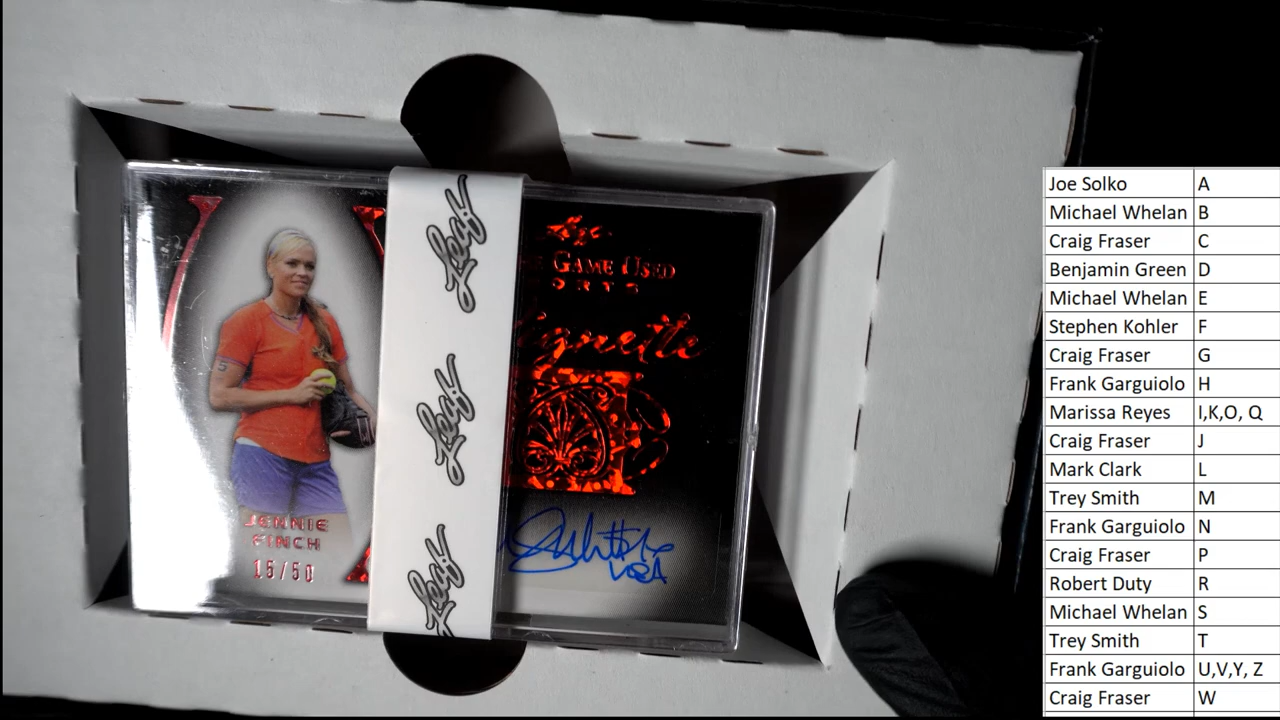 JENNIE
FINCH
15/50
Leaf
Leaf
Leaf
GAME USED
USA
Joe Solko A
Michael Whelan B
Craig Fraser C
Benjamin Green D
Michael Whelan E
Stephen Kohler F
Craig Fraser G
Frank Garguiolo H
Marissa Reyes I,K,O, Q
Craig Fraser J
Mark Clark L
Trey Smith M
Frank Garguiolo N
Craig Fraser P
Robert Duty R
Michael Whelan S
Trey Smith T
Frank Garguiolo U,V,Y, Z
Craig Fraser W